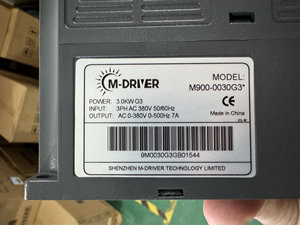 M-DRIVER
MODEL:
M900-0030G3*
POWER: 3.0KW G3
INPUT: 3PH AC 380V 50/60Hz
OUTPUT: AC 0-380V 0-500Hz 7A
CE
Made in China
9M0030G3GB01544
SHENZHEN M-DRIVER TECHNOLOGY LIMITED